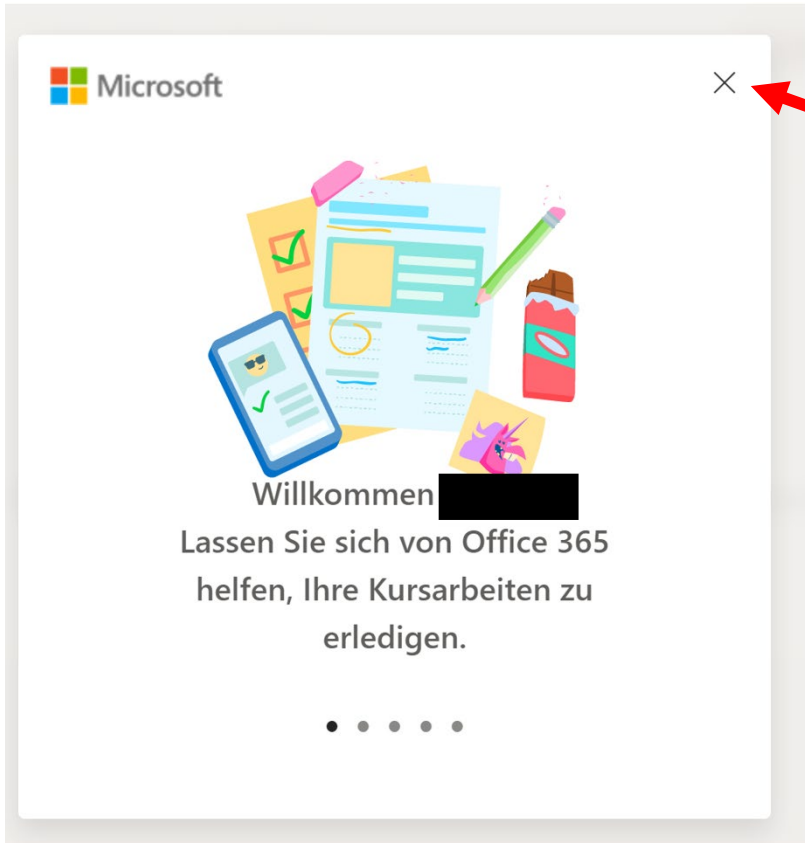 Microsoft
Willkommen
Lassen Sie sich von Office 365
helfen, Ihre Kursarbeiten zu
erledigen.